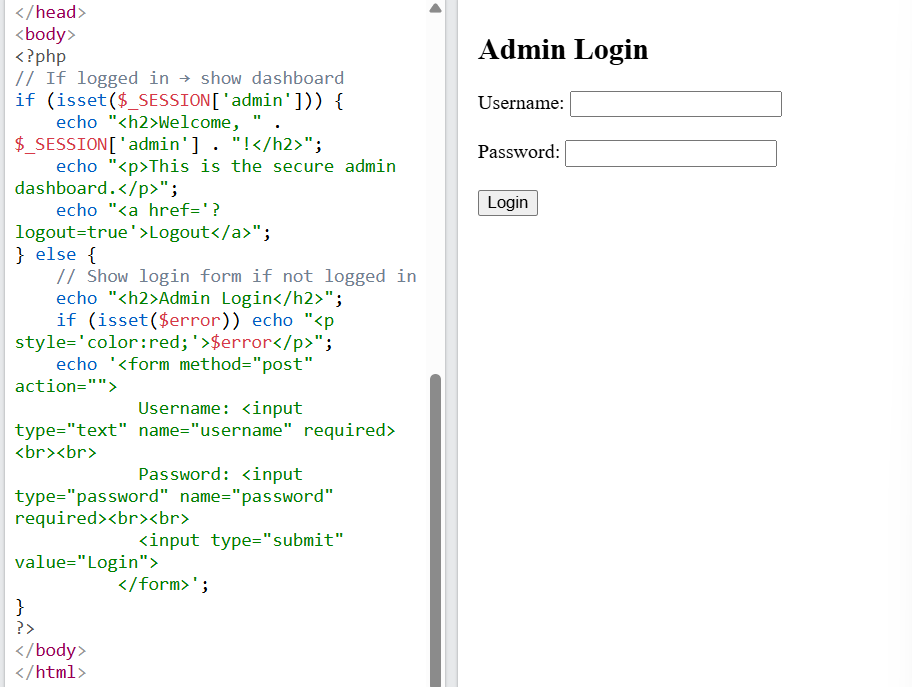 </head>
<body>
<?php
// If logged in → show dashboard
if (isset($_SESSION['admin'])) {
    echo "<h2>Welcome, " .
$_SESSION['admin'] . "!</h2>";
    echo "<p>This is the secure admin
dashboard.</p>";
    echo "<a href='?
logout=true'>Logout</a>";
} else {
    // Show login form if not logged in
    echo "<h2>Admin Login</h2>";
    if (isset($error)) echo "<p
style='color:red;'>$error</p>";
    echo '<form method="post"
action="">
            Username: <input
type="text" name="username" required>
<br><br>
            Password: <input
type="password" name="password"
required><br><br>
            <input type="submit"
value="Login">
          </form>';
}
?>
</body>
</html>
Admin Login
Username:
Password:
Login